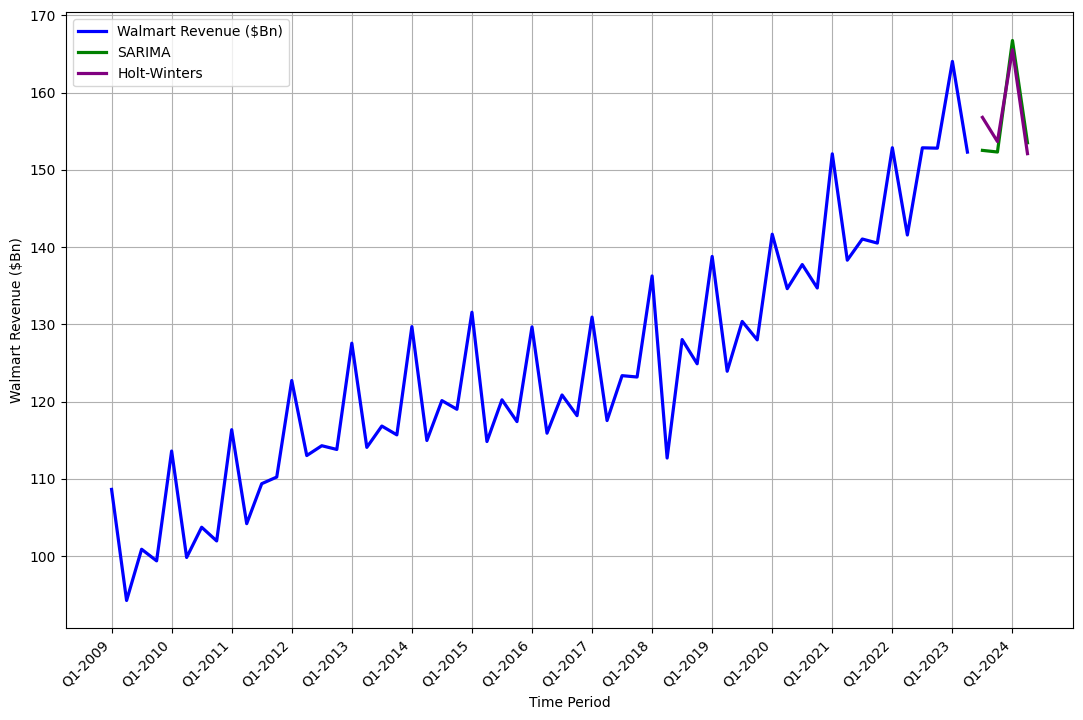 Walmart Revenue ($Bn)
SARIMA
Holt-Winters
Walmart Revenue ($Bn)
170
160
150
140
130
120
110
100
Q1-2009
Q1-2010
Q1-2011
Q1-2012
Q1-2013
Q1-2014
Q1-2015
Q1-2016
Q1-2017
Q1-2018
Q1-2019
Q1-2020
Q1-2021
Q1-2022
Q1-2023
Q1-2024
Time Period